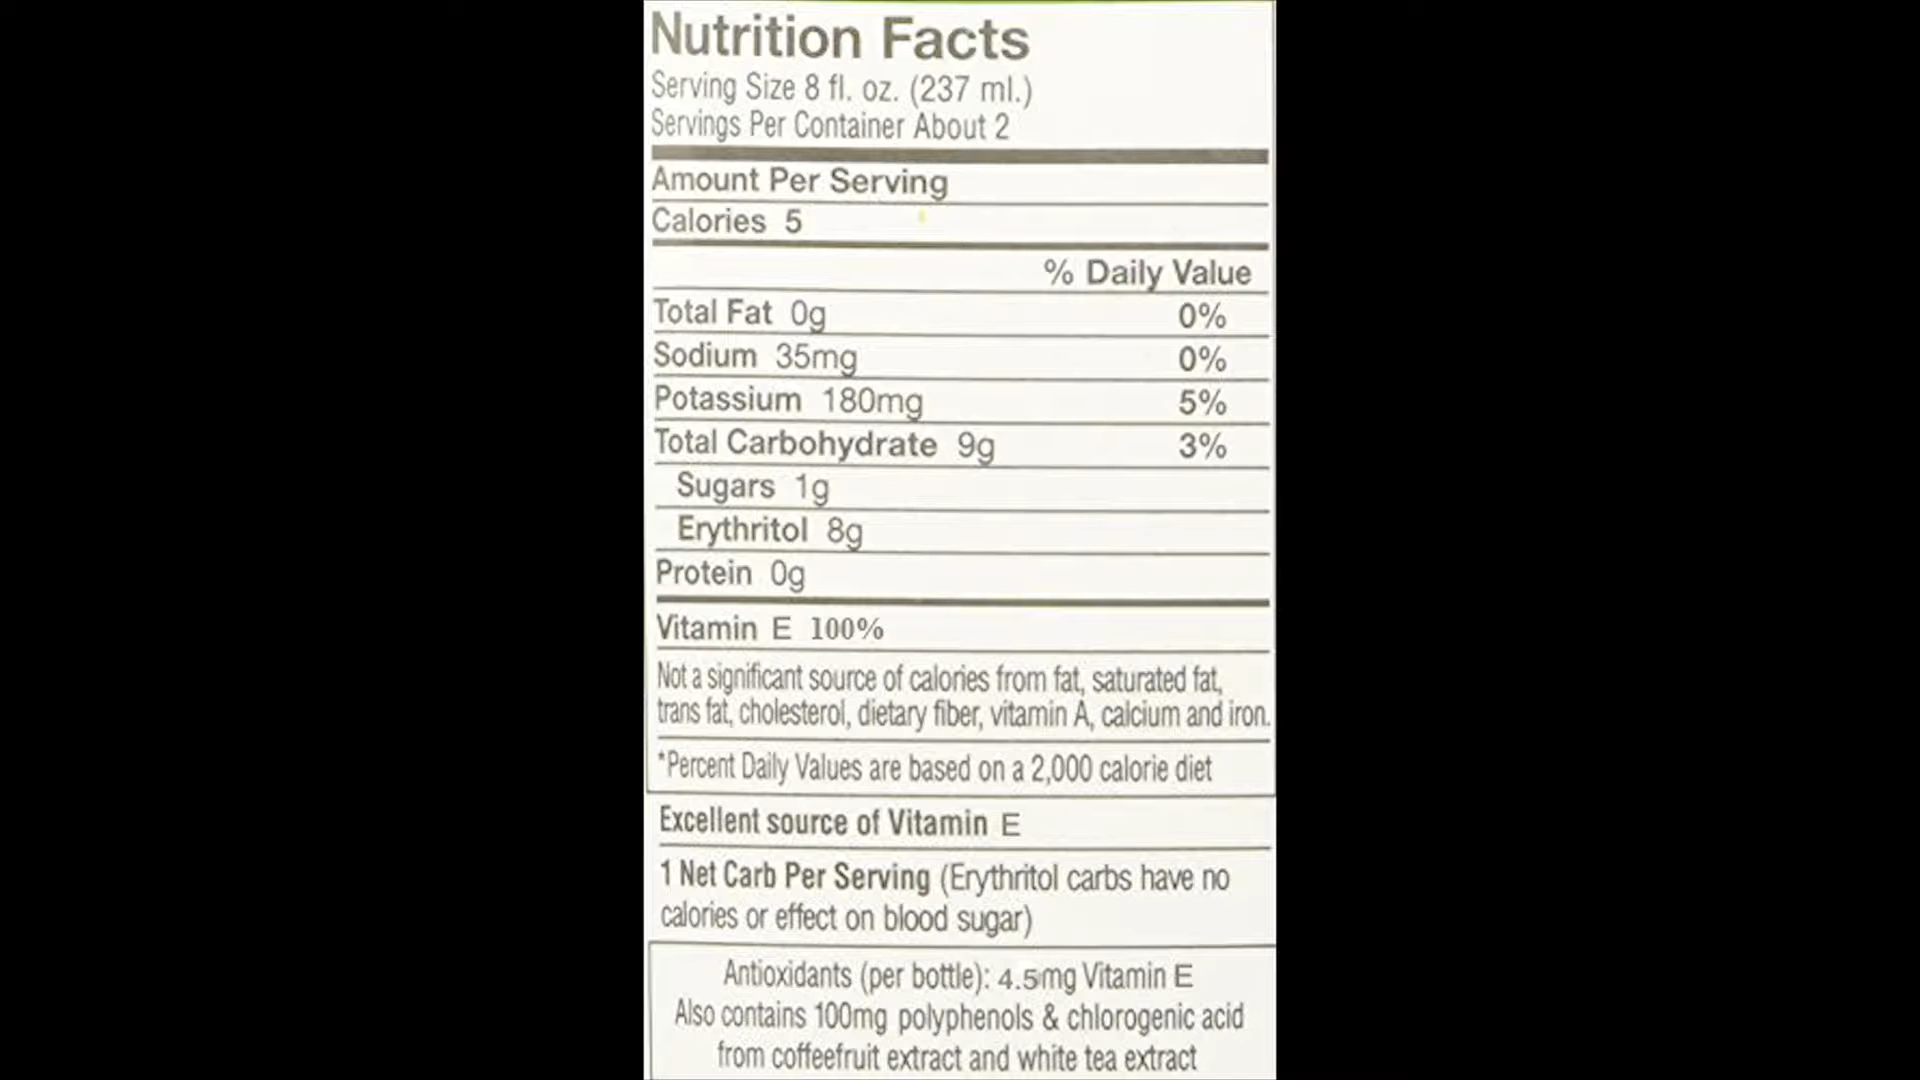 Nutrition Facts
Serving Size 8 fl. oz. (237 ml.)
Servings Per Container About 2
Amount Per Serving
Calories 5
% Daily Value
Total Fat 0g 0%
Sodium 35mg 0%
Potassium 180mg 5%
Total Carbohydrate 9g 3%
Sugars 1g
Erythritol 8g
Protein 0g
Vitamin E 100%
Not a significant source of calories from fat, saturated fat,
trans fat, cholesterol, dietary fiber, vitamin A, calcium and iron.
*Percent Daily Values are based on a 2,000 calorie diet
Excellent source of Vitamin E
1 Net Carb Per Serving (Erythritol carbs have no
calories or effect on blood sugar)
Antioxidants (per bottle): 4.5mg Vitamin E
Also contains 100mg polyphenols & chlorogenic acid
from coffeefruit extract and white tea extract